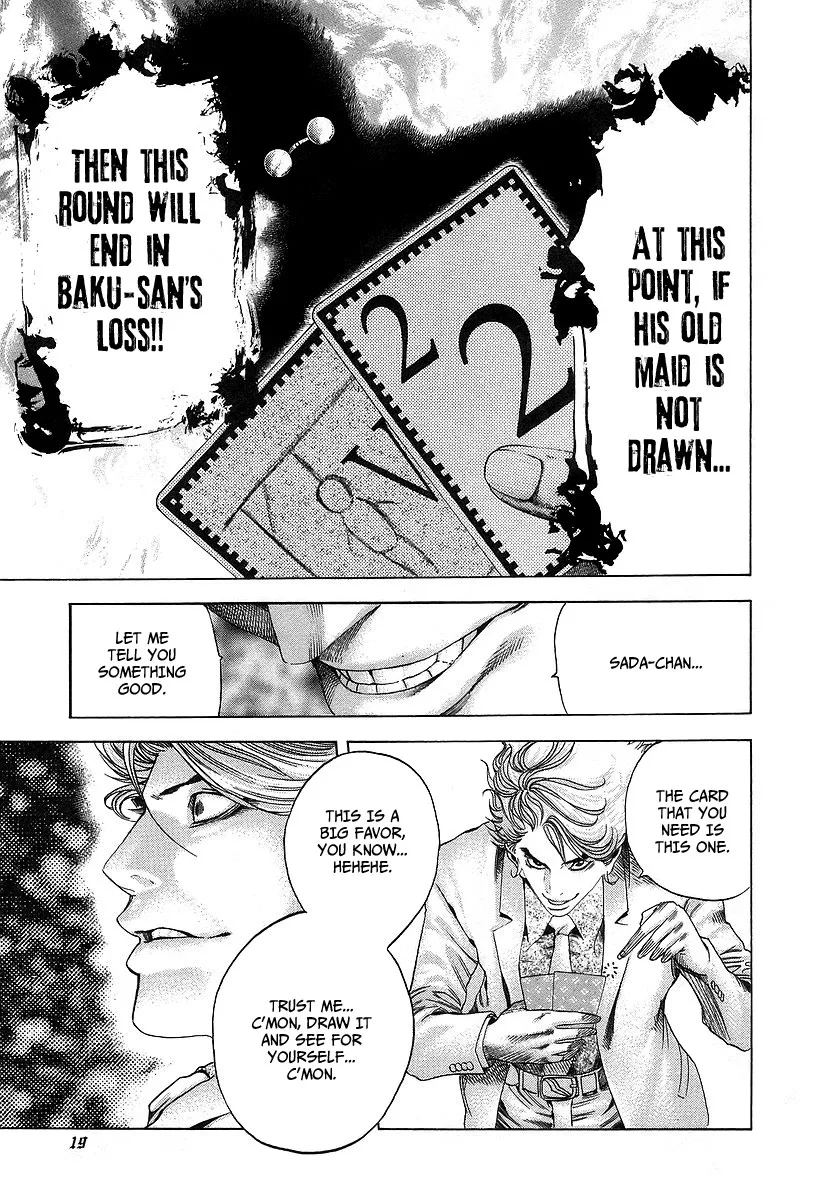 AT THIS
POINT, IF
HIS OLD
MAID IS
NOT
DRAWN...
THEN THIS
ROUND WILL
END IN
BAKU-SAN'S
LOSS!!
2
2
V
SADA-CHAN...
LET ME
TELL YOU
SOMETHING
GOOD.
THE CARD
THAT YOU
NEED IS
THIS ONE.
THIS IS A
BIG FAVOR,
YOU KNOW...
HEHEHE.
TRUST ME...
C'MON, DRAW IT
AND SEE FOR
YOURSELF...
C'MON.
19